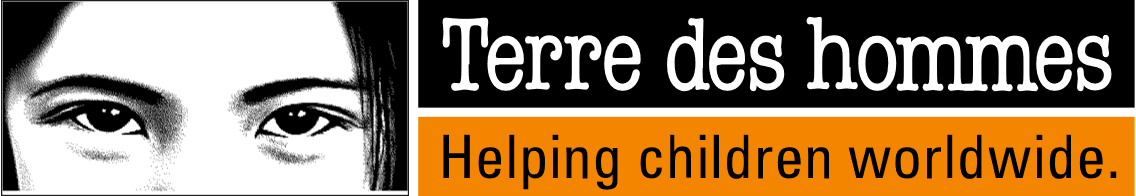 Terre des hommes
Helping children worldwide.